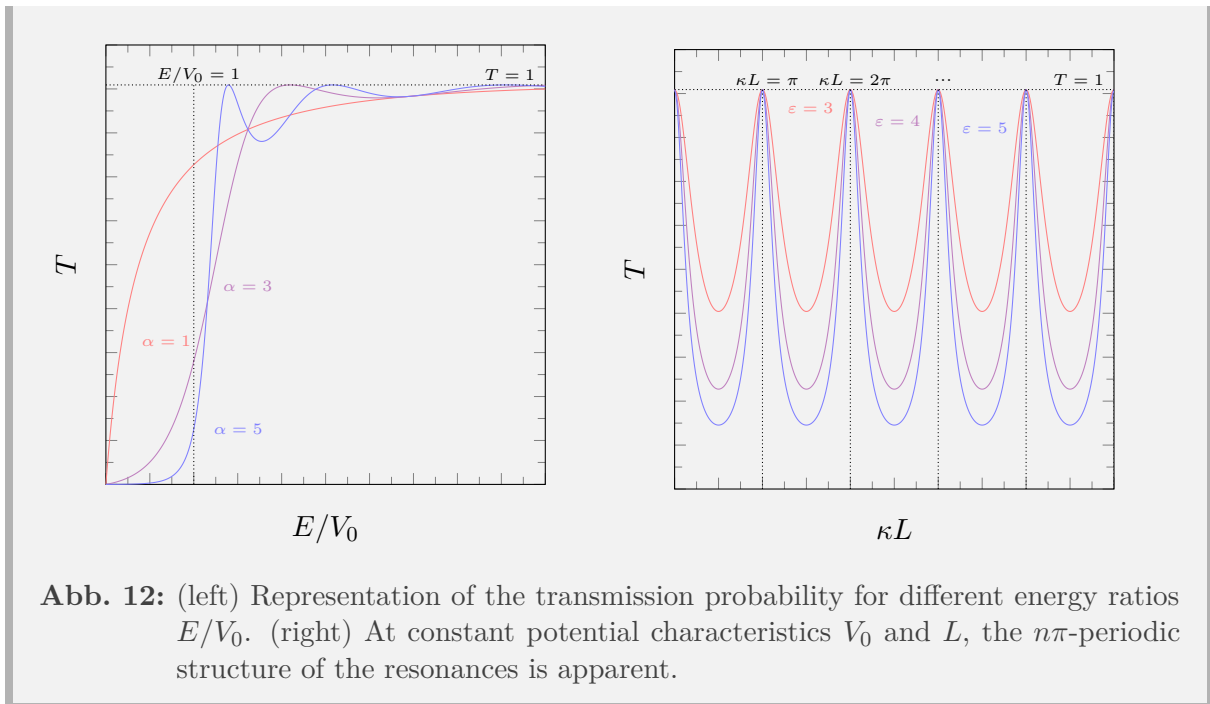 E/V₀ = 1
T = 1
α = 3
α = 1
α = 5
T
E/V₀
κL = π
κL = 2π
...
T = 1
ε = 3
ε = 4
ε = 5
T
κL
Abb. 12: (left) Representation of the transmission probability for different energy ratios
E/V₀. (right) At constant potential characteristics V₀ and L, the nπ-periodic
structure of the resonances is apparent.